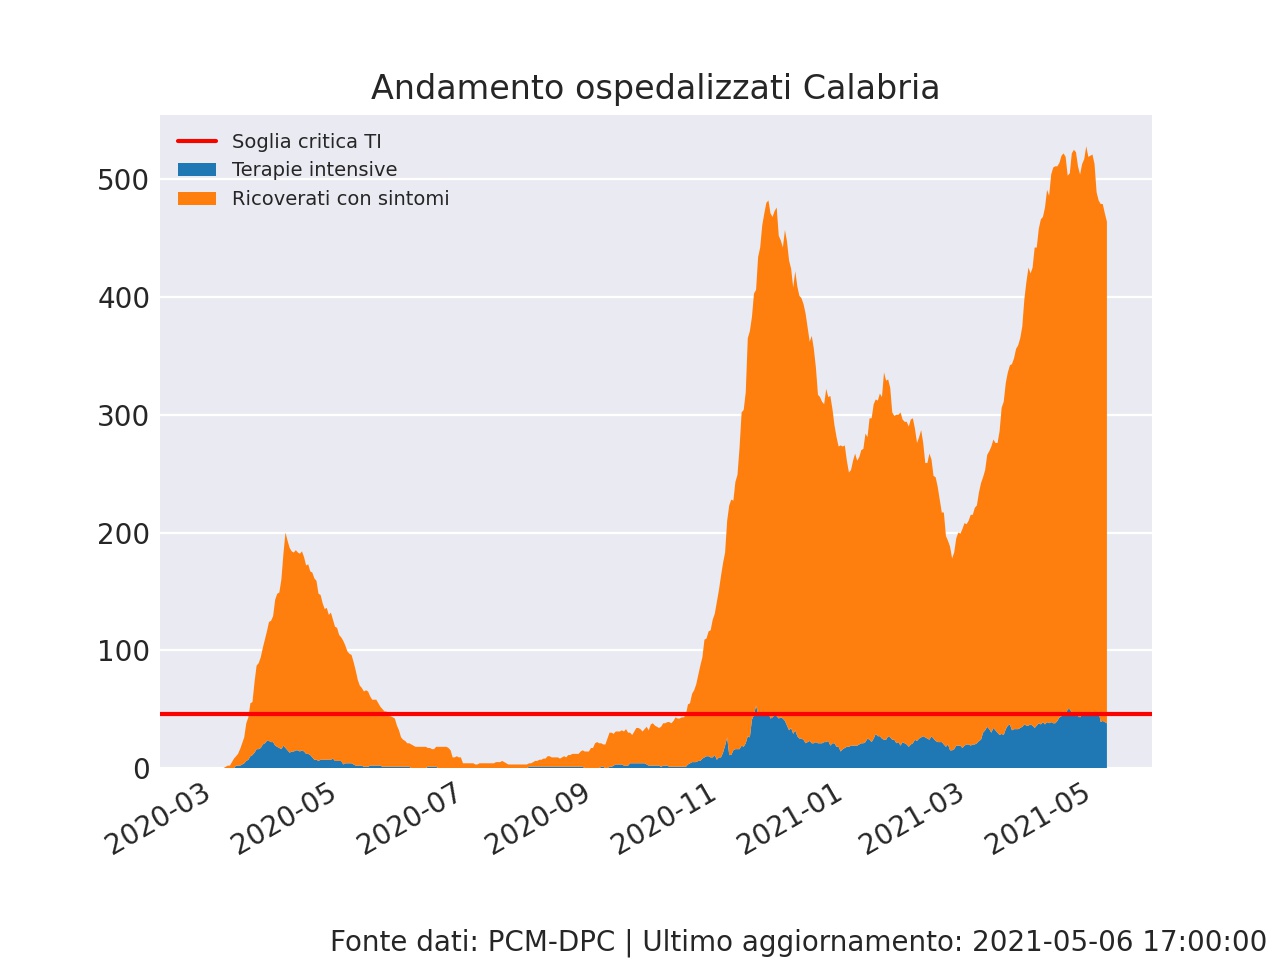 Andamento ospedalizzati Calabria
Soglia critica TI
Terapie intensive
Ricoverati con sintomi
500
400
300
200
100
0
2020-03
2020-05
2020-07
2020-09
2020-11
2021-01
2021-03
2021-05
Fonte dati: PCM-DPC | Ultimo aggiornamento: 2021-05-06 17:00:00